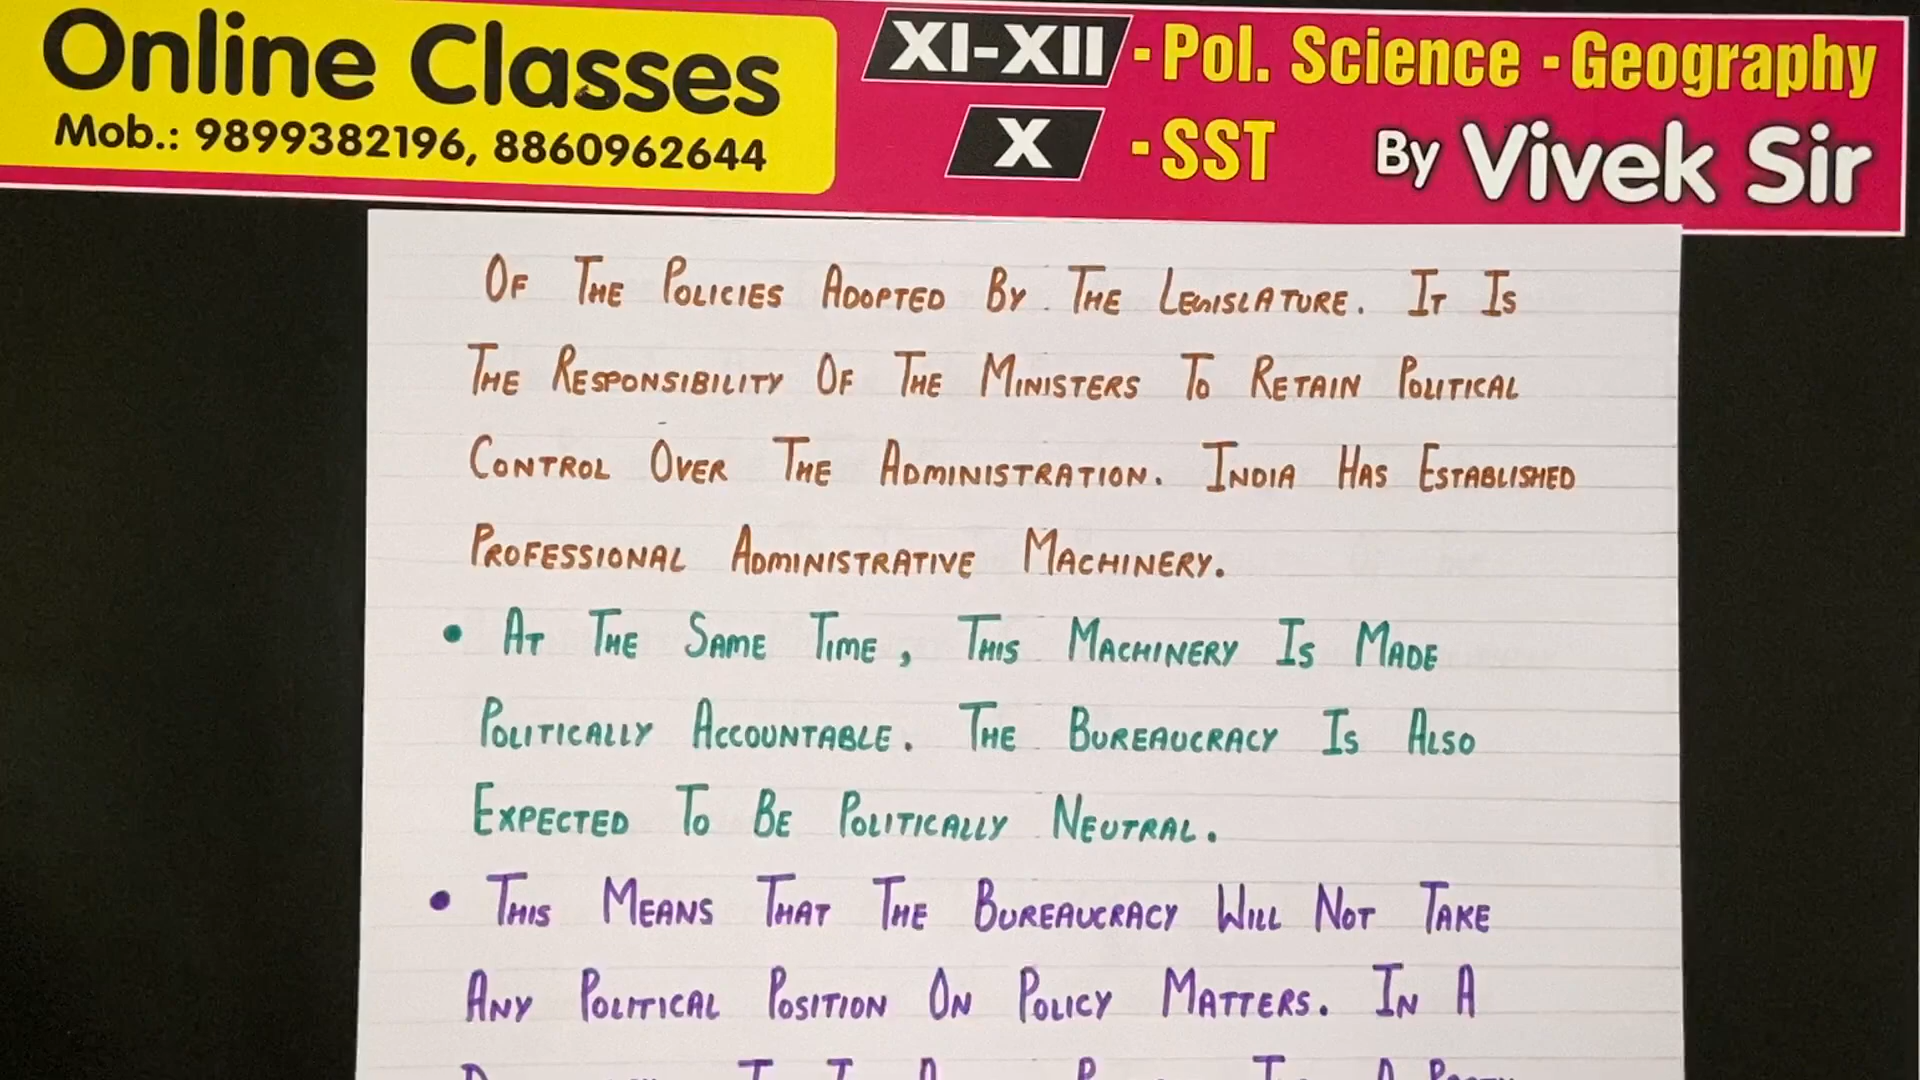 Online Classes
Mob.: 9899382196, 8860962644
XI-XII - Pol. Science - Geography
X - SST By Vivek Sir
OF THE POLICIES ADOPTED BY THE LEGISLATURE. IT IS
THE RESPONSIBILITY OF THE MINISTERS TO RETAIN POLITICAL
CONTROL OVER THE ADMINISTRATION. INDIA HAS ESTABLISHED
PROFESSIONAL ADMINISTRATIVE MACHINERY.
• AT THE SAME TIME, THIS MACHINERY IS MADE
POLITICALLY ACCOUNTABLE. THE BUREAUCRACY IS ALSO
EXPECTED TO BE POLITICALLY NEUTRAL.
• THIS MEANS THAT THE BUREAUCRACY WILL NOT TAKE
ANY POLITICAL POSITION ON POLICY MATTERS. IN A